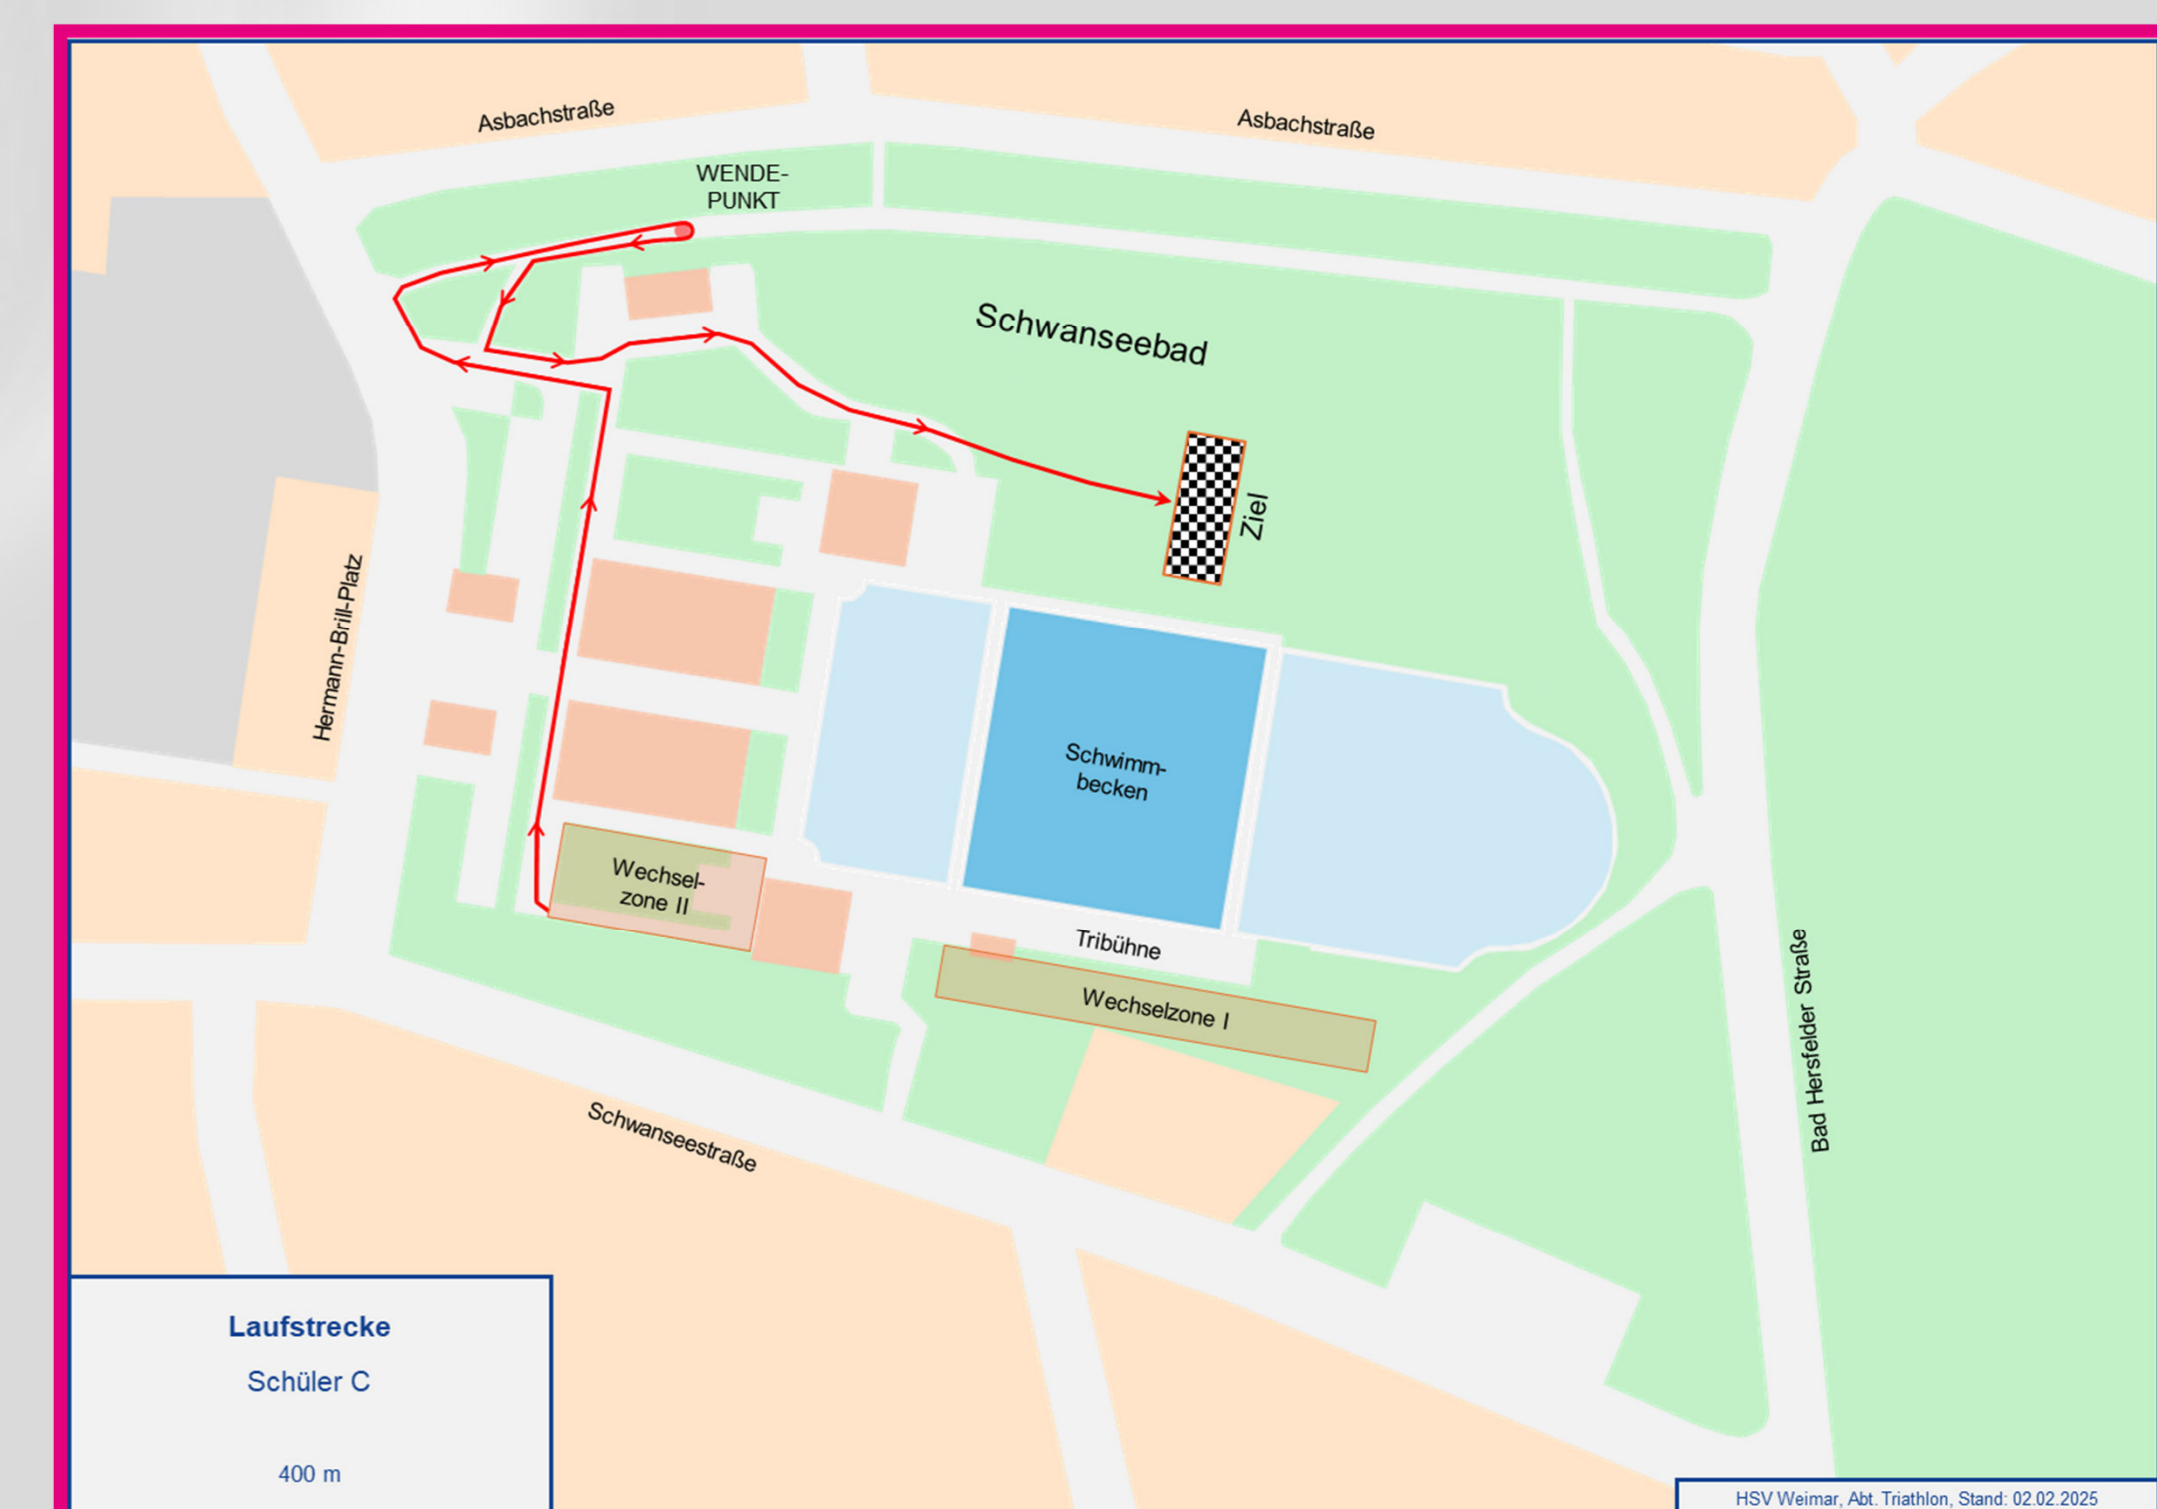 Asbachstraße
Asbachstraße
WENDE-
PUNKT
Schwanseebad
Ziel
Hermann-Brill-Platz
Schwimm-
becken
Wechsel-
zone II
Tribühne
Wechselzone I
Bad Hersfelder Straße
Schwanseestraße
Laufstrecke
Schüler C
400 m
HSV Weimar, Abt. Triathlon, Stand: 02.02.2025